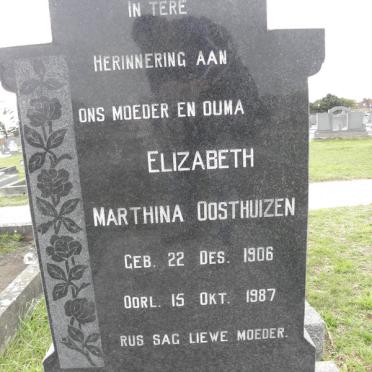 IN TERE
HERINNERING AAN
ONS MOEDER EN OUMA
ELIZABETH
MARTHINA OOSTHUIZEN
GEB. 22 DES. 1906
OORL. 15 OKT. 1987
RUS SAG LIEWE MOEDER.